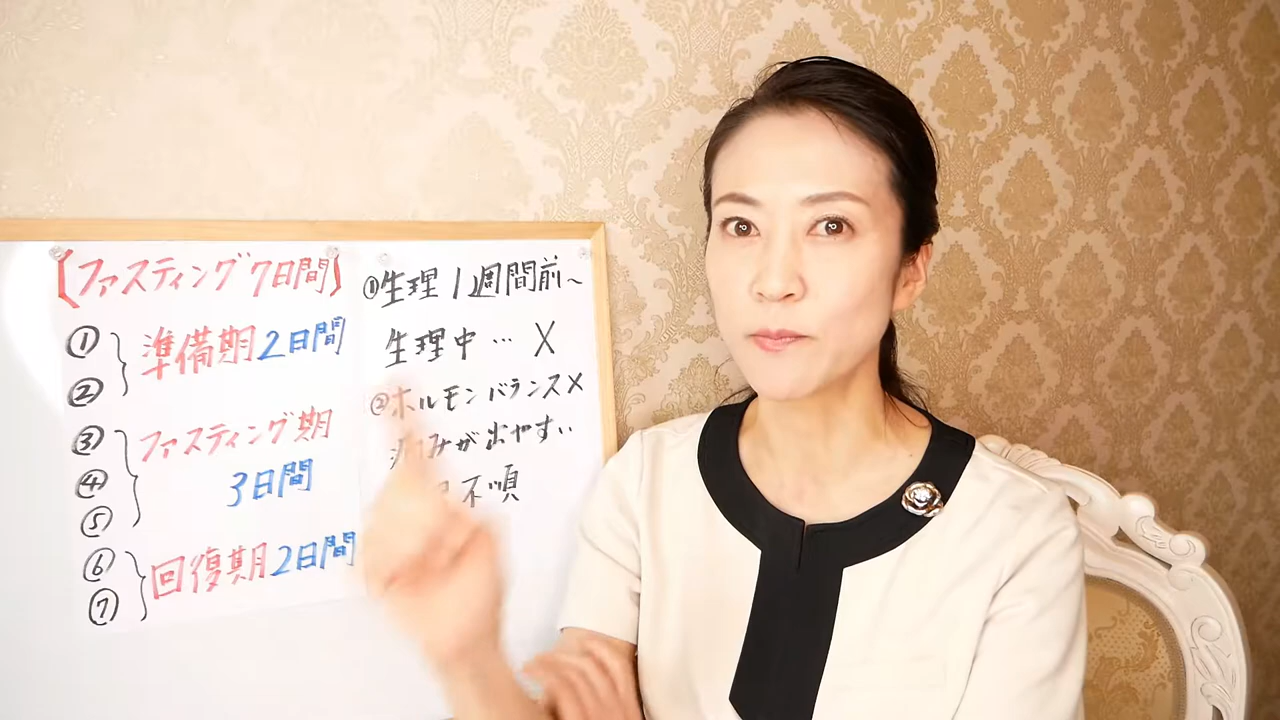 【ファスティング7日間】
①
②
準備期2日間
③
④
⑤
ファスティング期
3日間
⑥
⑦
回復期2日間
①生理1週間前~
生理中…X
②ホルモンバランスX
みが出やすい
不順